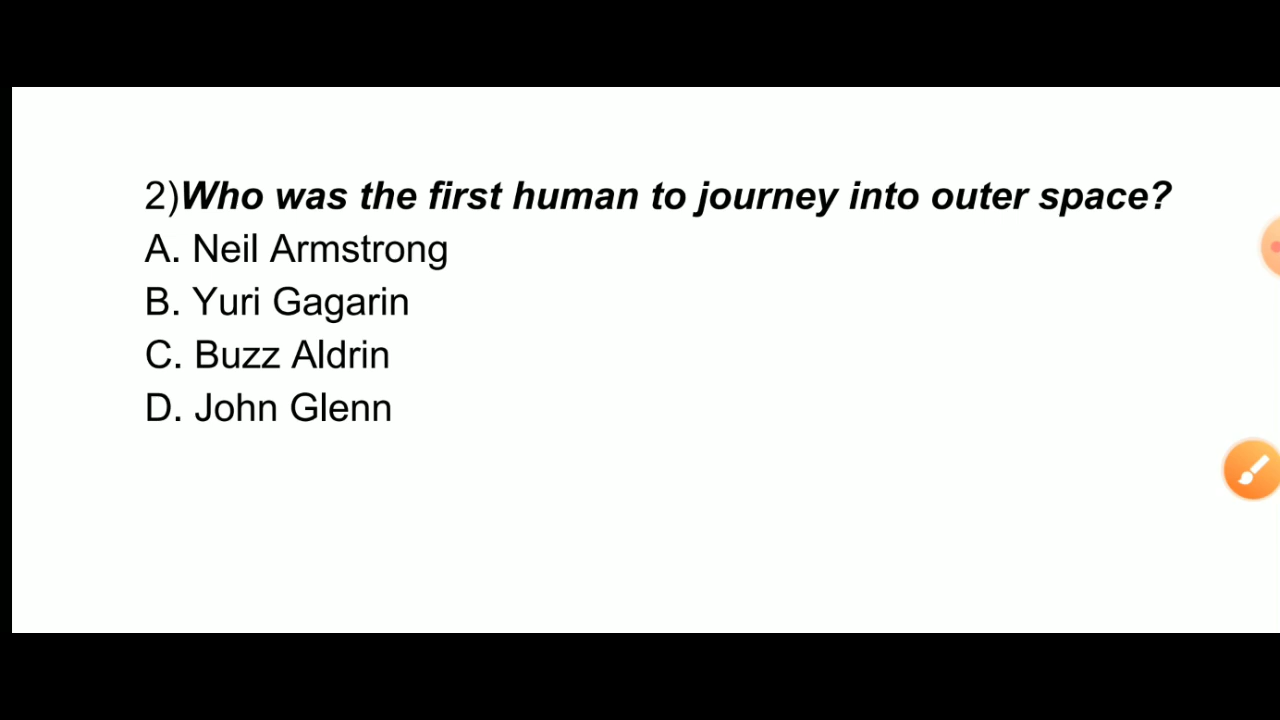 2)Who was the first human to journey into outer space?
A. Neil Armstrong
B. Yuri Gagarin
C. Buzz Aldrin
D. John Glenn